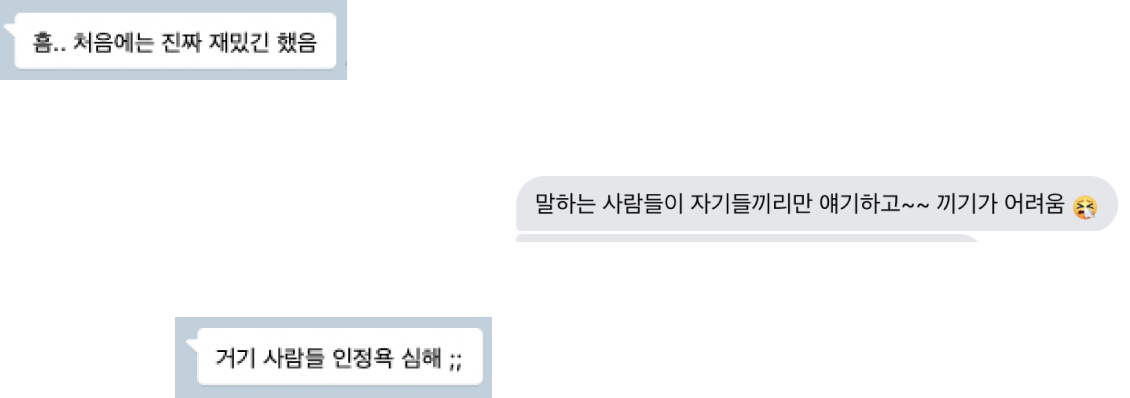 흠.. 처음에는 진짜 재밌긴 했음
말하는 사람들이 자기들끼리만 얘기하고~~ 끼기가 어려움 🤧
거기 사람들 인정욕 심해 ;;